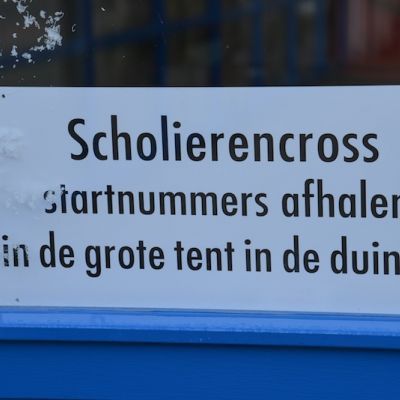 Scholierencross
startnummers afhalen
in de grote tent in de duin